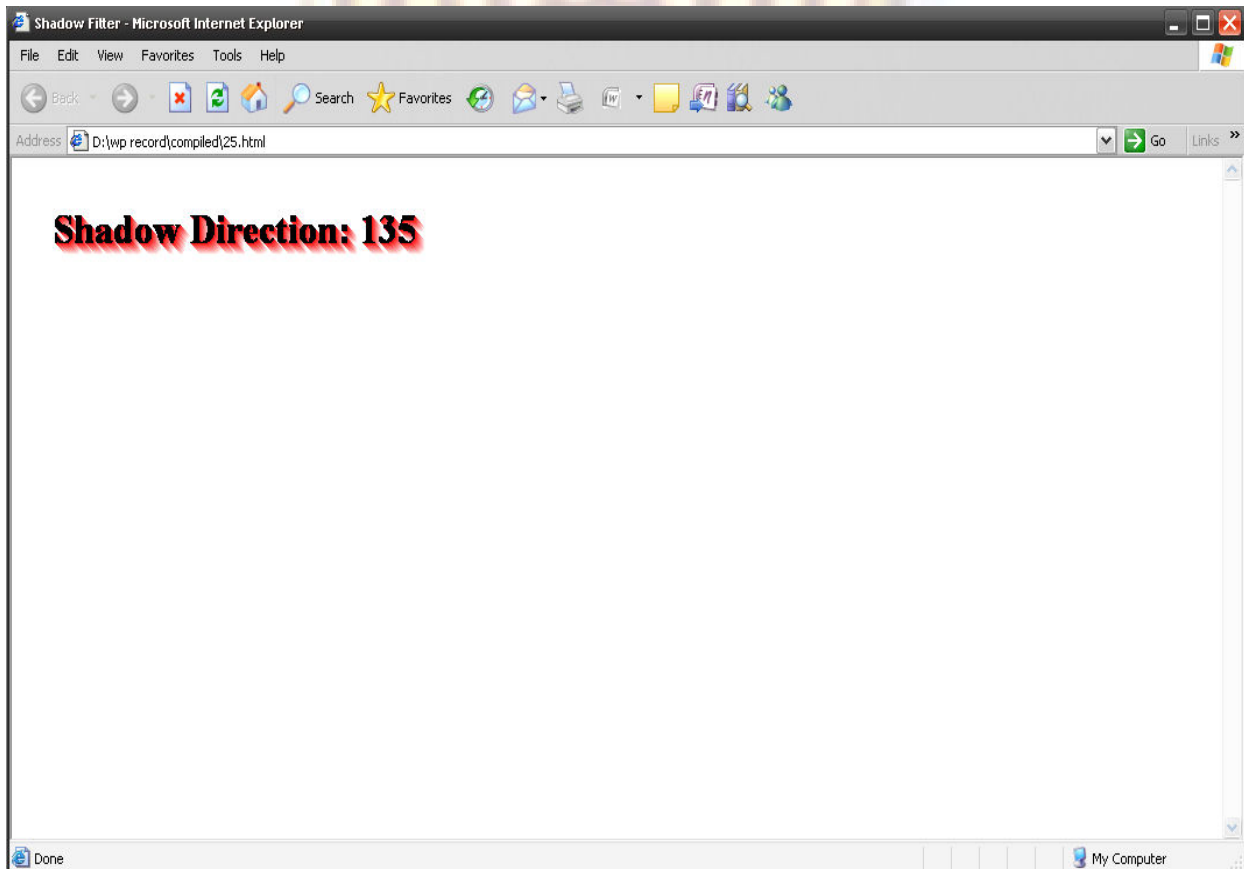 Shadow Fitter - Microsoft Internet Explorer
File Edit View Favorites Tools Help
Back Search Favorites
Address D:\wp record\compiled\25.html Go Links »
Shadow Direction: 135
Done My Computer